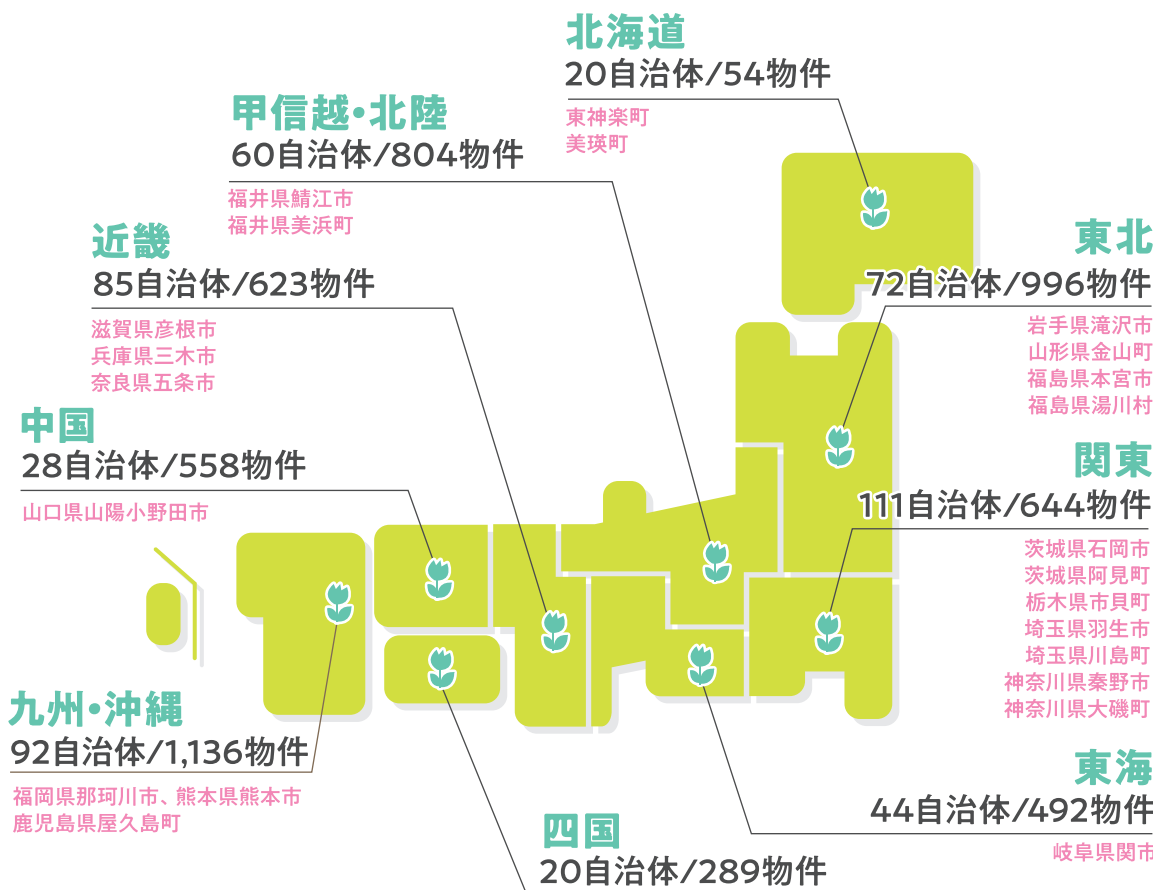 北海道
20自治体/54物件
東神楽町
美瑛町
甲信越・北陸
60自治体/804物件
福井県鯖江市
福井県美浜町
近畿
85自治体/623物件
滋賀県彦根市
兵庫県三木市
奈良県五条市
中国
28自治体/558物件
山口県山陽小野田市
九州・沖縄
92自治体/1,136物件
福岡県那珂川市、熊本県熊本市
鹿児島県屋久島町
四国
20自治体/289物件
東北
72自治体/996物件
岩手県滝沢市
山形県金山町
福島県本宮市
福島県湯川村
関東
111自治体/644物件
茨城県石岡市
茨城県阿見町
栃木県市貝町
埼玉県羽生市
埼玉県川島町
神奈川県秦野市
神奈川県大磯町
東海
44自治体/492物件
岐阜県関市